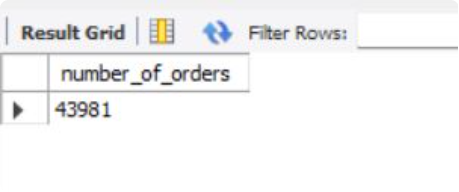 Result Grid Filter Rows:
number_of_orders
43981